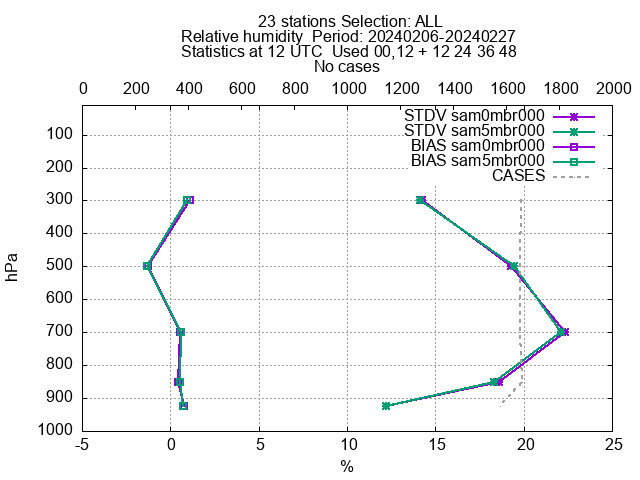 23 stations Selection: ALL
Relative humidity  Period: 20240206-20240227
Statistics at 12 UTC  Used 00,12 + 12 24 36 48
No cases
0 200 400 600 800 1000 1200 1400 1600 1800 2000
STDV sam0mbr000
STDV sam5mbr000
BIAS sam0mbr000
BIAS sam5mbr000
CASES
100
200
300
400
500
600
700
800
900
1000
hPa
-5 0 5 10 15 20 25
%